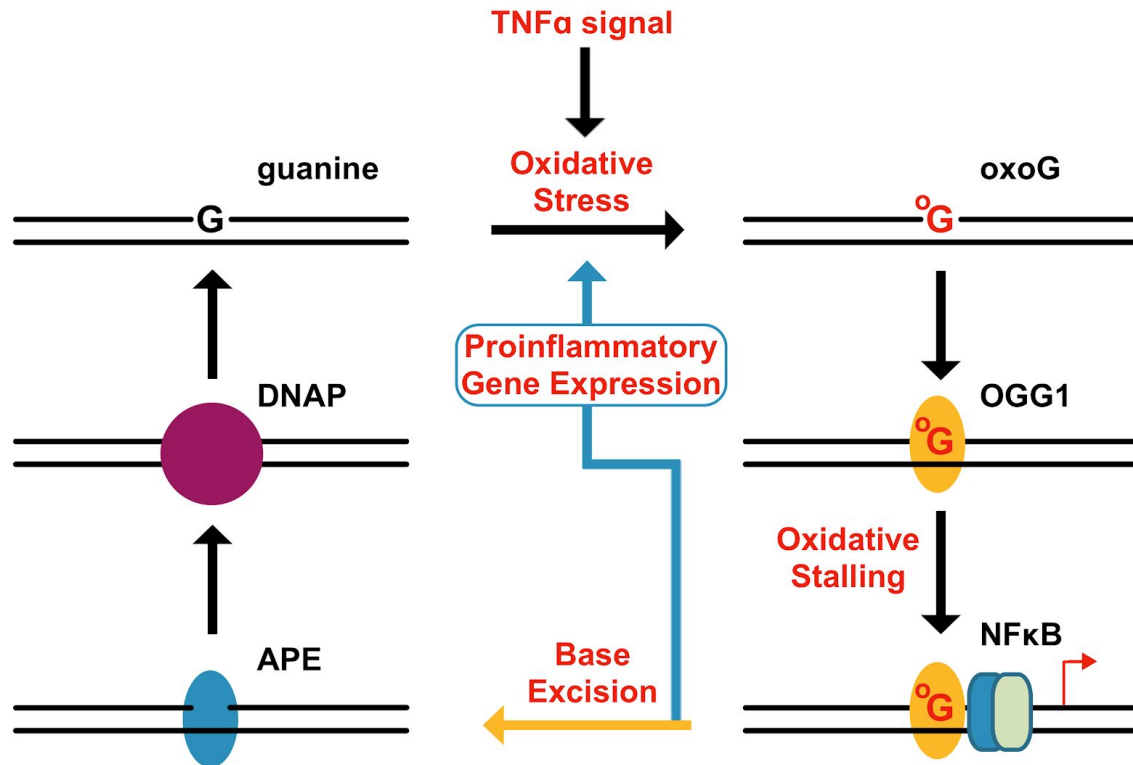 TNFα signal
guanine
Oxidative
Stress
oxoG
G
oG
Proinflammatory
Gene Expression
DNAP
OGG1
oG
Oxidative
Stalling
APE
Base
Excision
NFκB
oG